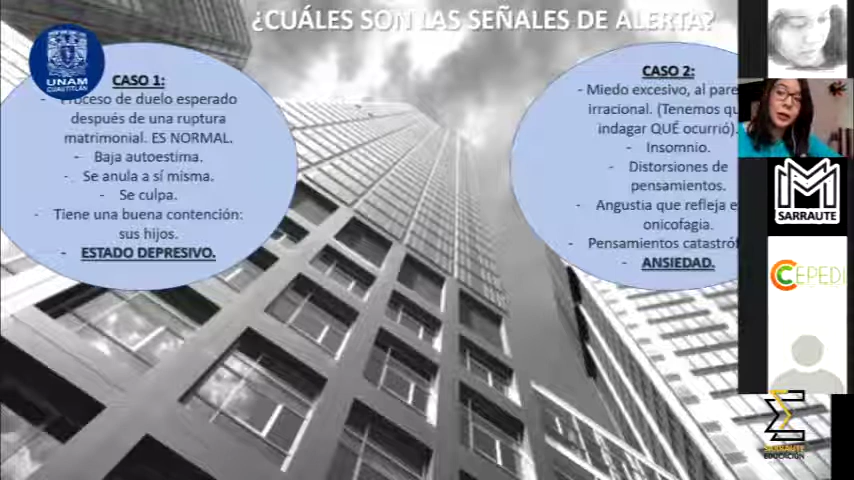 ¿CUÁLES SON LAS SEÑALES DE ALERTA?
UNAM
CUAUTITLÁN
CASO 1:
- Proceso de duelo esperado
después de una ruptura
matrimonial. ES NORMAL.
- Baja autoestima.
- Se anula a sí misma.
- Se culpa.
- Tiene una buena contención:
sus hijos.
- ESTADO DEPRESIVO.
CASO 2:
- Miedo excesivo, al pare
irracional. (Tenemos qu
indagar QUÉ ocurrió).
- Insomnio.
- Distorsiones de
pensamientos.
- Angustia que refleja e
onicofagia.
- Pensamientos catastróf
- ANSIEDAD.
SARRAUTE
CEPEDI
SARRAUTE
EDUCACIÓN